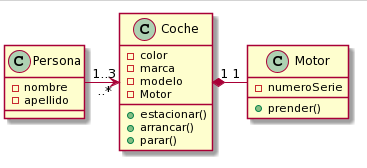 C Persona
nombre
apellido
1..3
..*
C Coche
color
marca
modelo
Motor
estacionar()
arrancar()
parar()
1 1
C Motor
numeroSerie
prender()